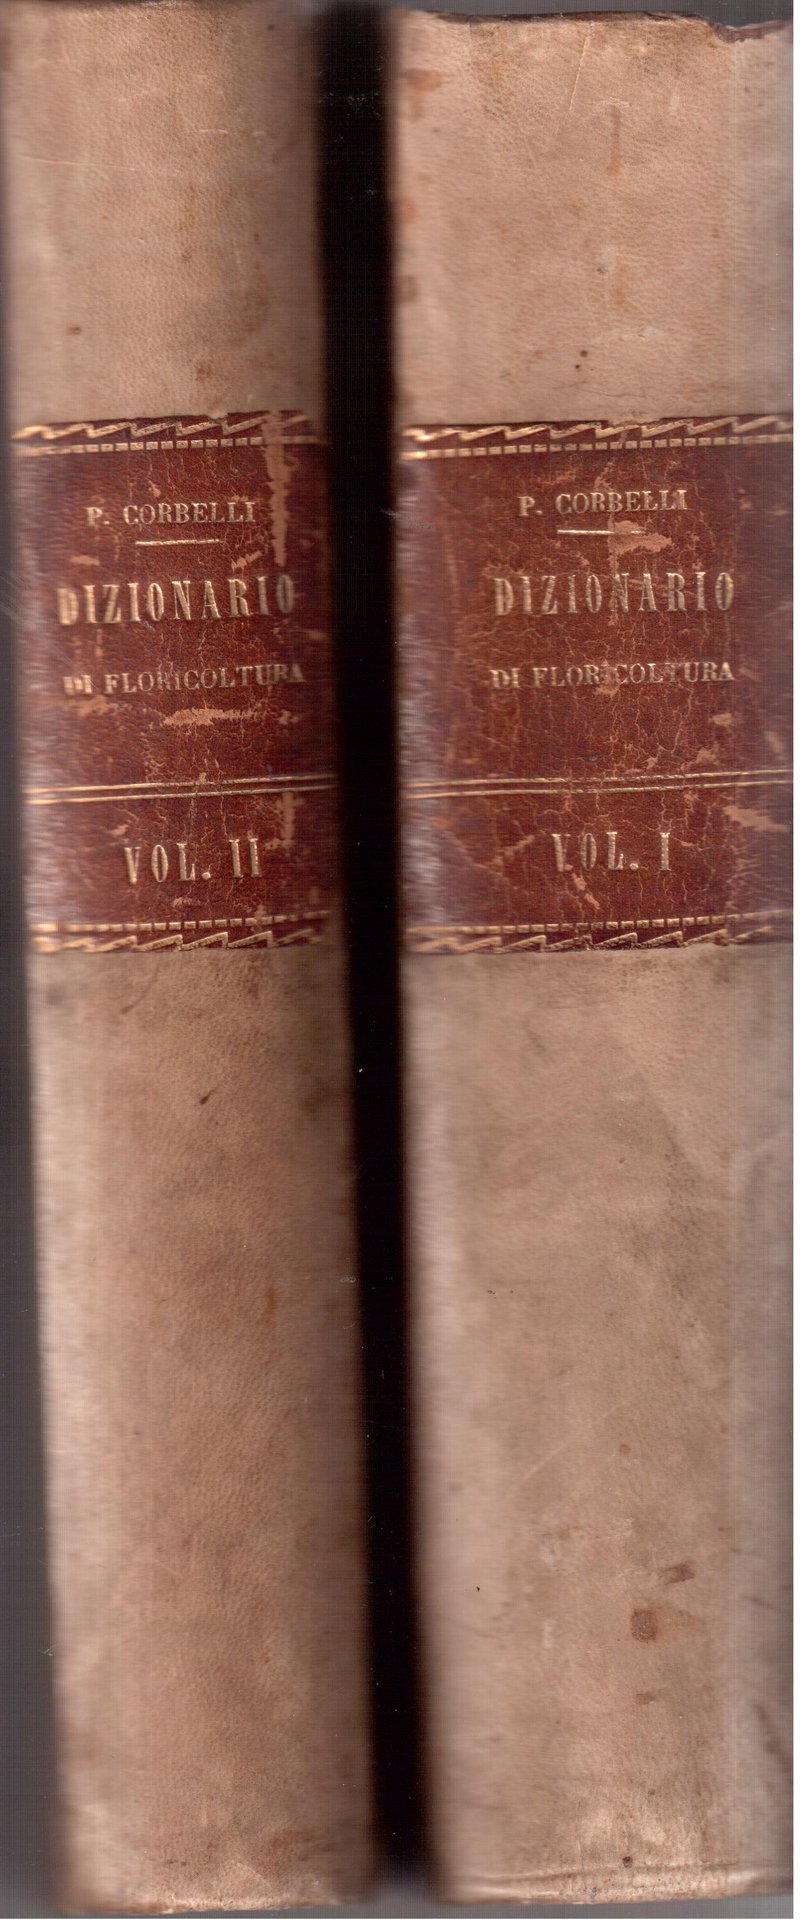 P. CORBELLI
DIZIONARIO
DI FLORICOLTURA
VOL. II
P. CORBELLI
DIZIONARIO
DI FLORICOLTURA
VOL. I